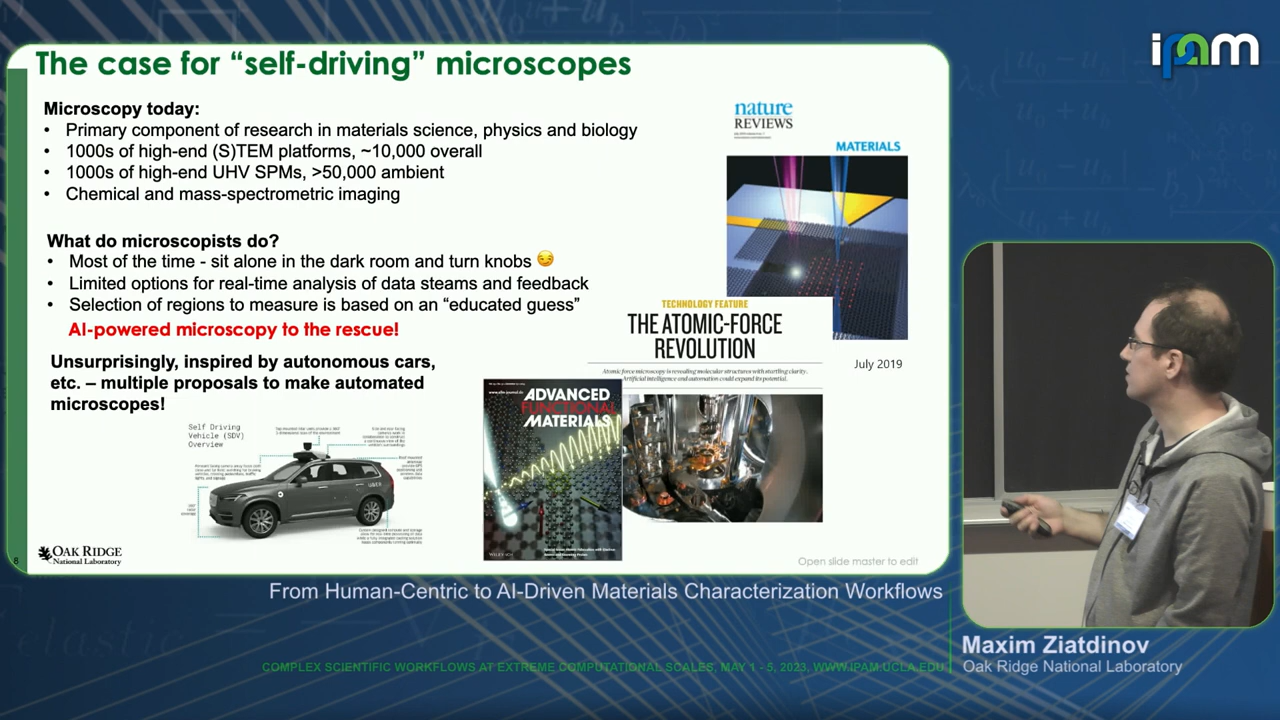 The case for “self-driving” microscopes
ipam
Microscopy today:
• Primary component of research in materials science, physics and biology
• 1000s of high-end (S)TEM platforms, ~10,000 overall
• 1000s of high-end UHV SPMs, >50,000 ambient
• Chemical and mass-spectrometric imaging
What do microscopists do?
• Most of the time - sit alone in the dark room and turn knobs 😏
• Limited options for real-time analysis of data steams and feedback
• Selection of regions to measure is based on an “educated guess”
AI-powered microscopy to the rescue!
Unsurprisingly, inspired by autonomous cars,
etc. – multiple proposals to make automated
microscopes!
Self Driving
Vehicle (SDV)
Overview
UBER
nature
REVIEWS
MATERIALS
TECHNOLOGY FEATURE
THE ATOMIC-FORCE
REVOLUTION
Atomic force microscopy is revealing molecular structures with startling clarity.
Artificial intelligence and automation could expand its potential.
July 2019
ADVANCED
FUNCTIONAL
MATERIALS
WILEY-VCH
8
OAK RIDGE
National Laboratory
Open slide master to edit
From Human-Centric to AI-Driven Materials Characterization Workflows
Maxim Ziatdinov
Oak Ridge National Laboratory
COMPLEX SCIENTIFIC WORKFLOWS AT EXTREME COMPUTATIONAL SCALES, MAY 1 - 5, 2023, WWW.IPAM.UCLA.EDU